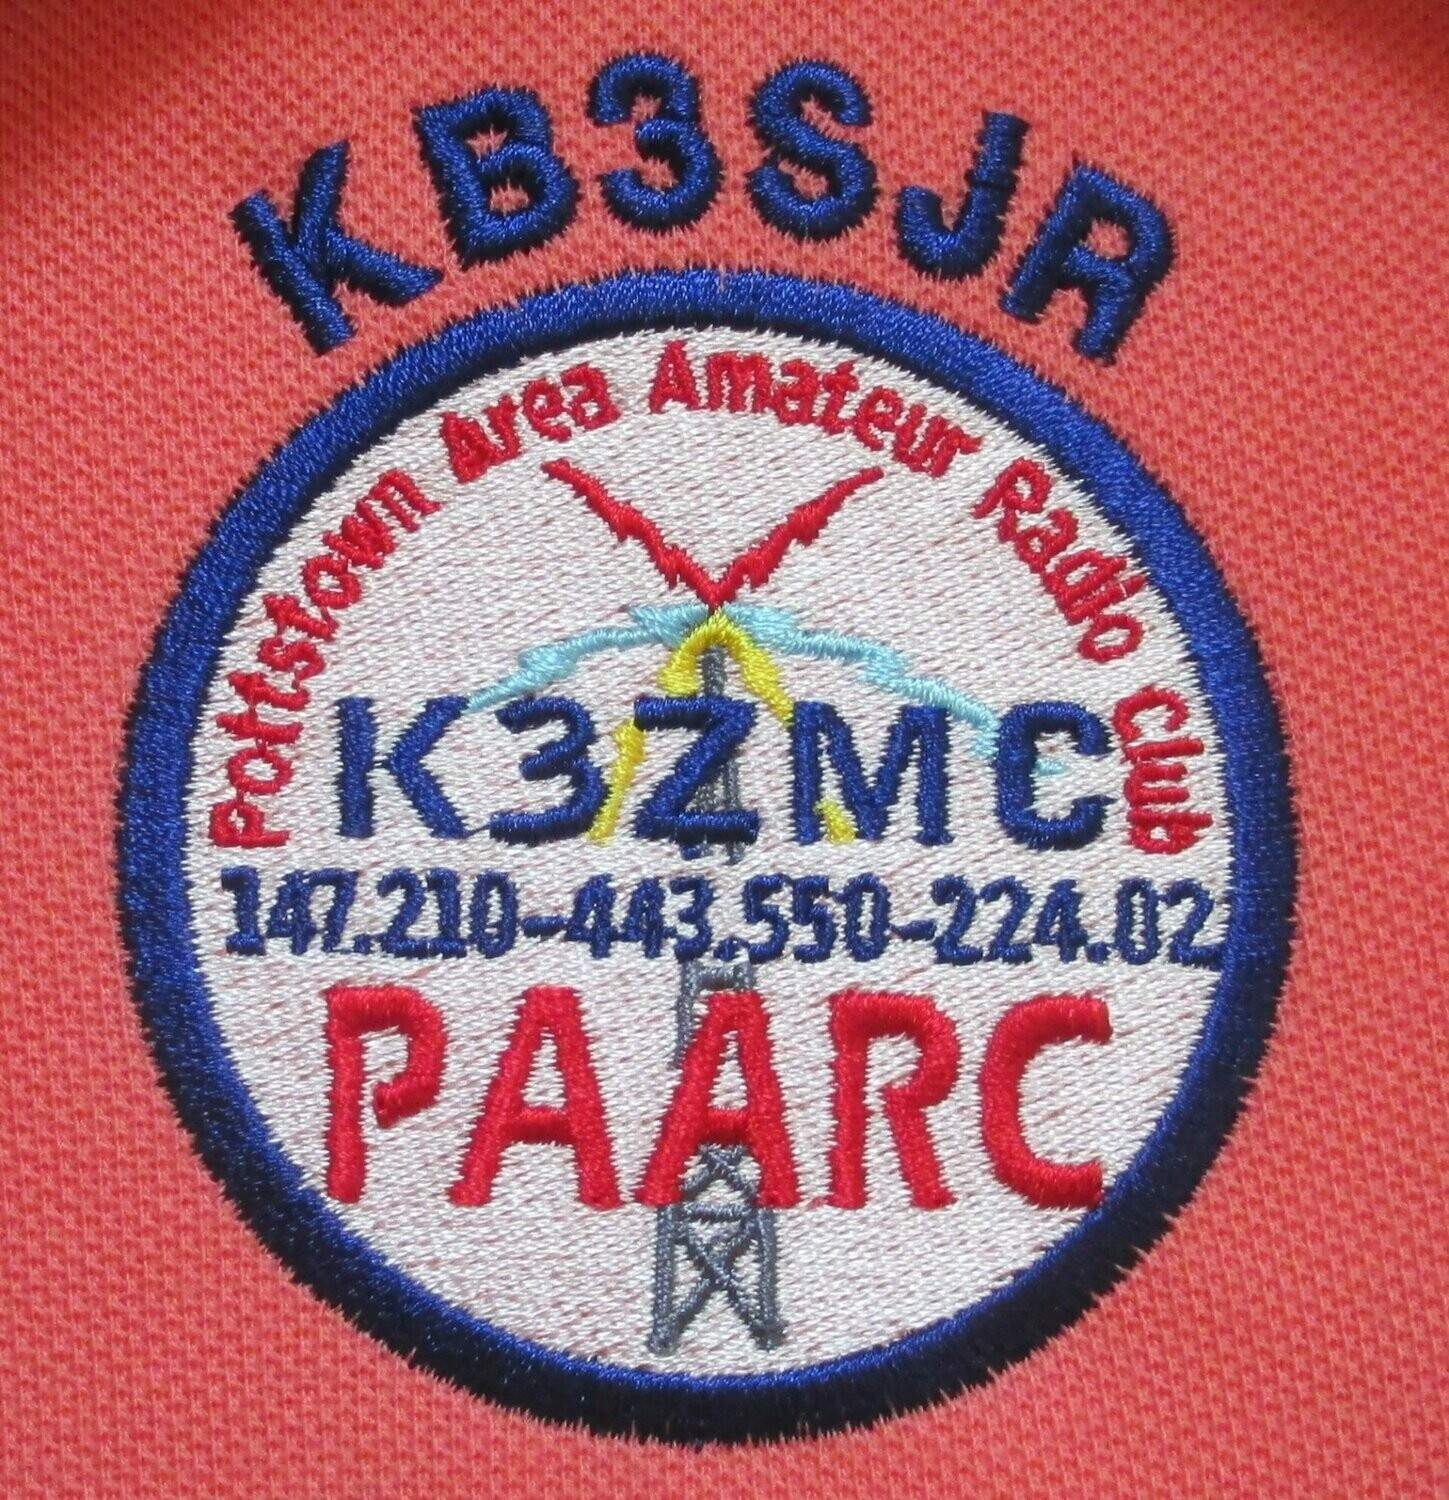 KB3SJR
Pottstown Area Amateur Radio Club
K3ZMC
147.210-443.550-224.02
PAARC